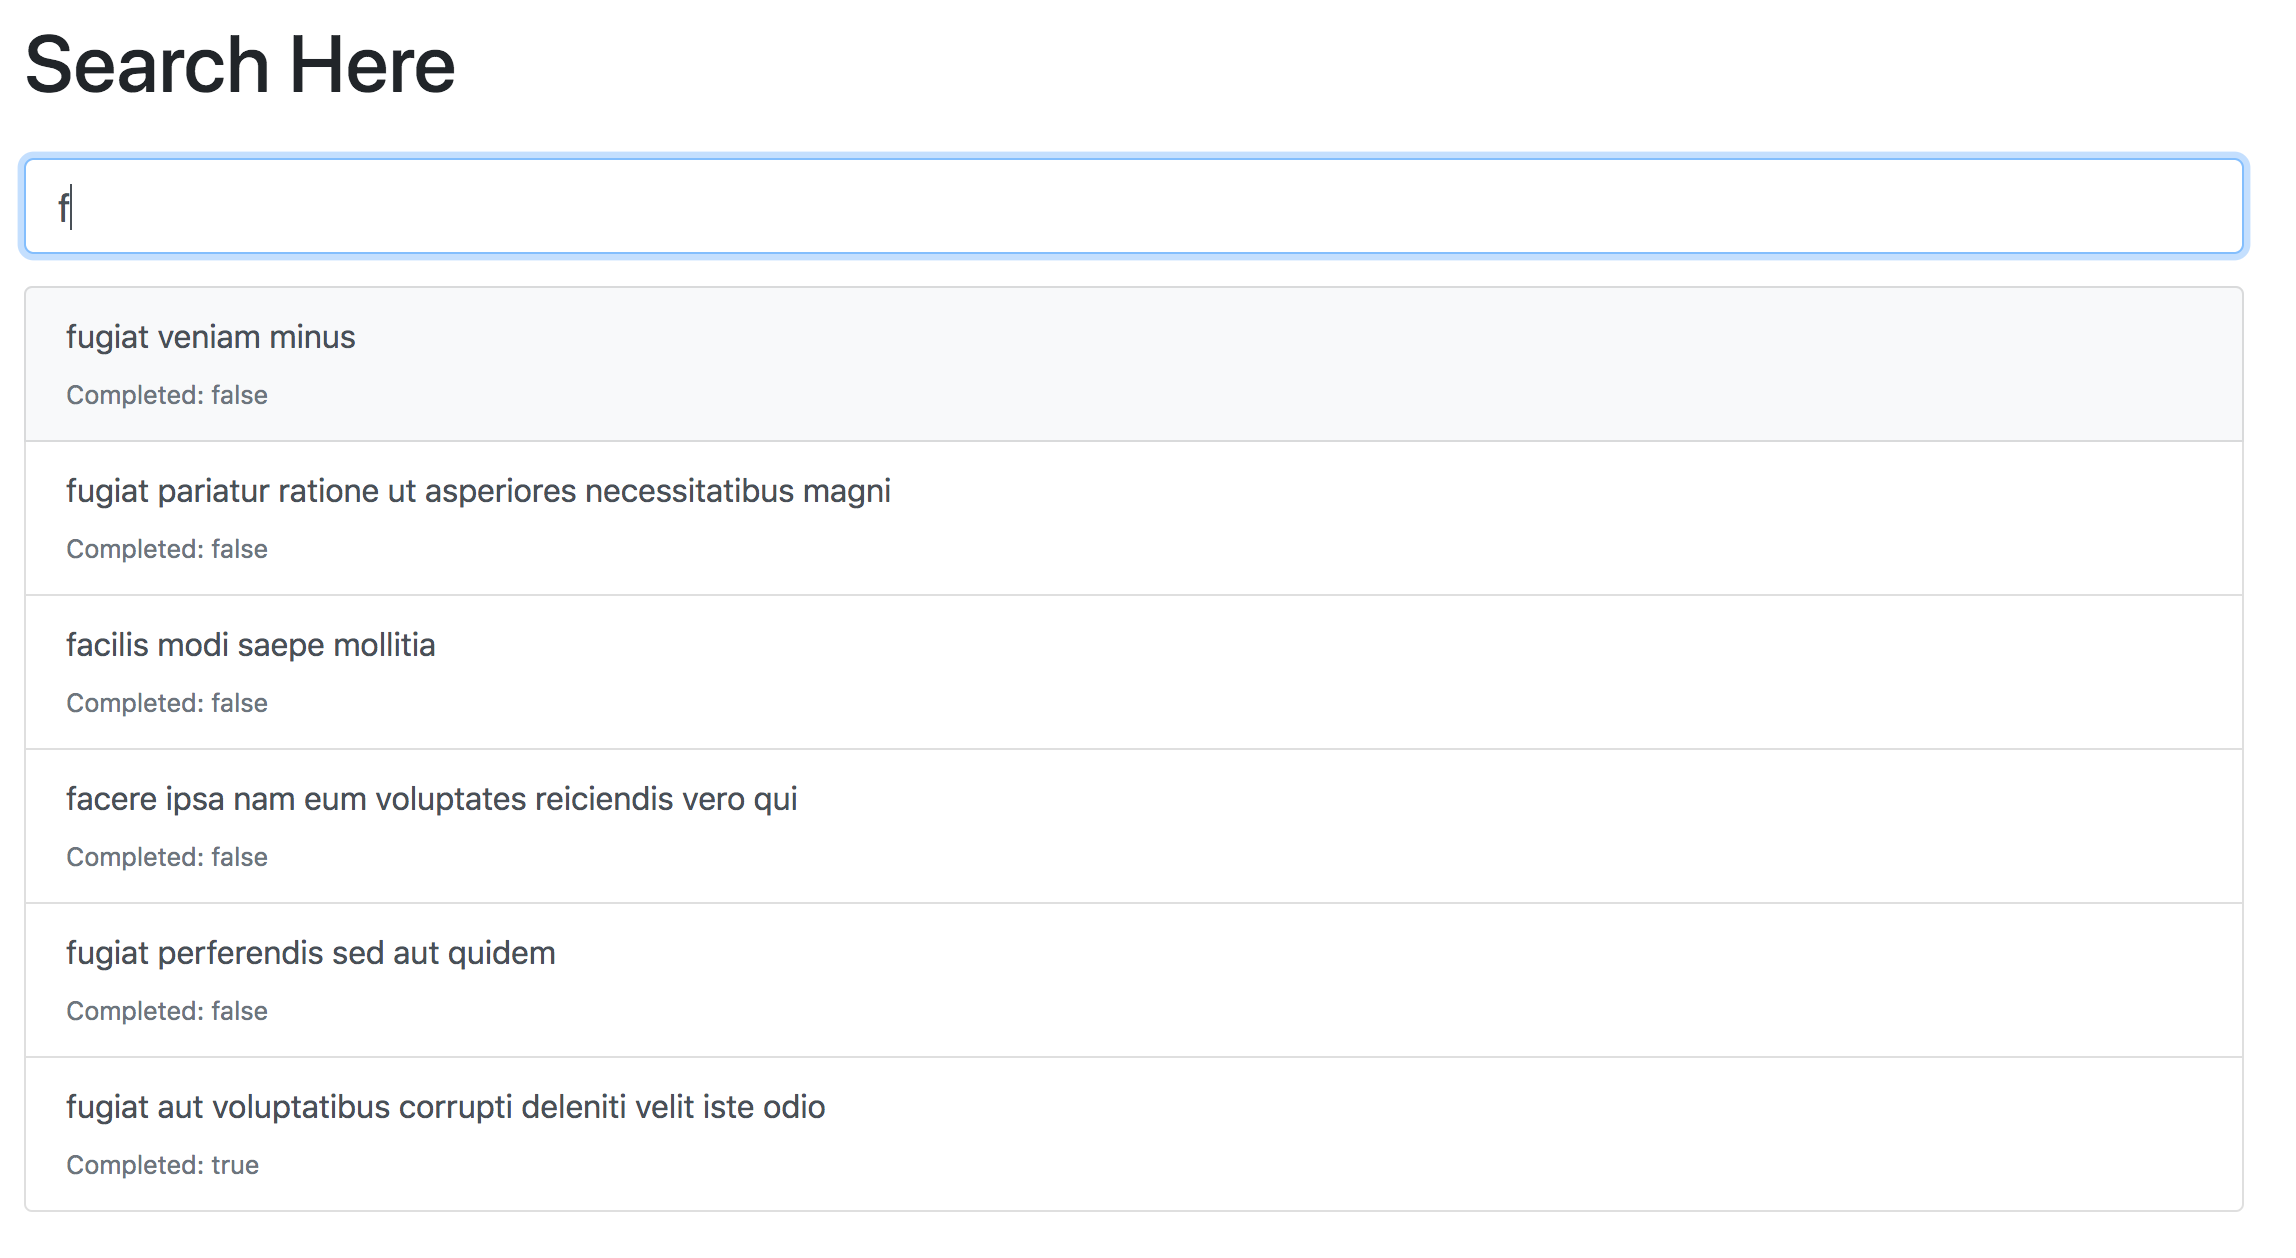 Search Here
f
fugiat veniam minus
Completed: false
fugiat pariatur ratione ut asperiores necessitatibus magni
Completed: false
facilis modi saepe mollitia
Completed: false
facere ipsa nam eum voluptates reiciendis vero qui
Completed: false
fugiat perferendis sed aut quidem
Completed: false
fugiat aut voluptatibus corrupti deleniti velit iste odio
Completed: true